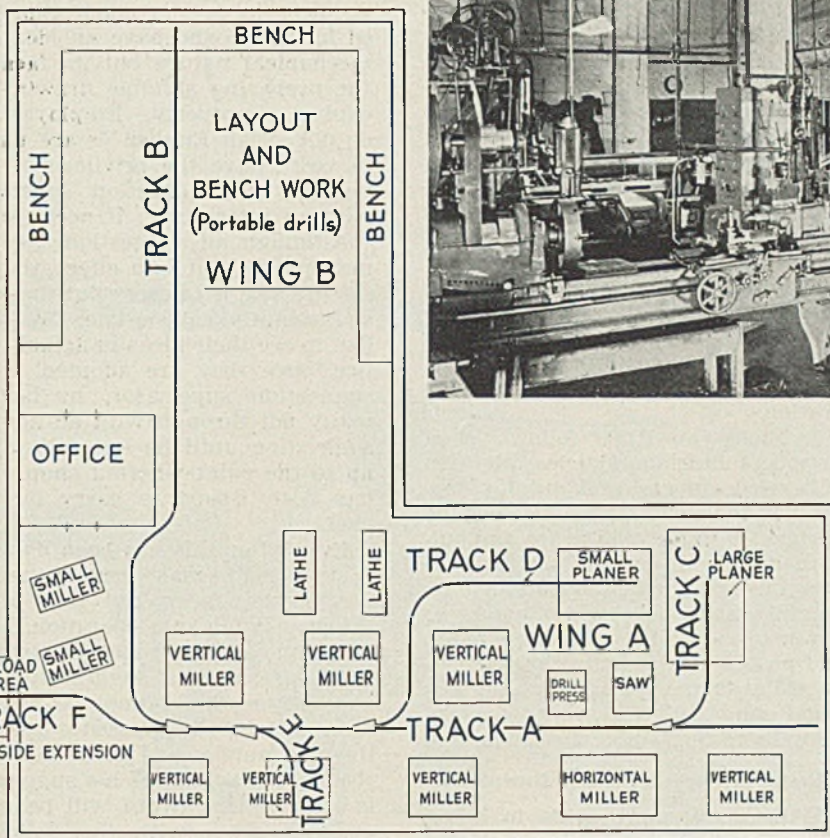 BENCH
BENCH
TRACK B
LAYOUT
AND
BENCH WORK
(Portable drills)
WING B
BENCH
OFFICE
SMALL
MILLER
SMALL
MILLER
LATHE
LATHE
TRACK D
SMALL
PLANER
TRACK C
LARGE
PLANER
WING A
VERTICAL
MILLER
VERTICAL
MILLER
VERTICAL
MILLER
DRILL
PRESS
SAW
OAD
REA
RACK F
SIDE EXTENSION
TRACK E
TRACK A
VERTICAL
MILLER
VERTICAL
MILLER
VERTICAL
MILLER
HORIZONTAL
MILLER
VERTICAL
MILLER